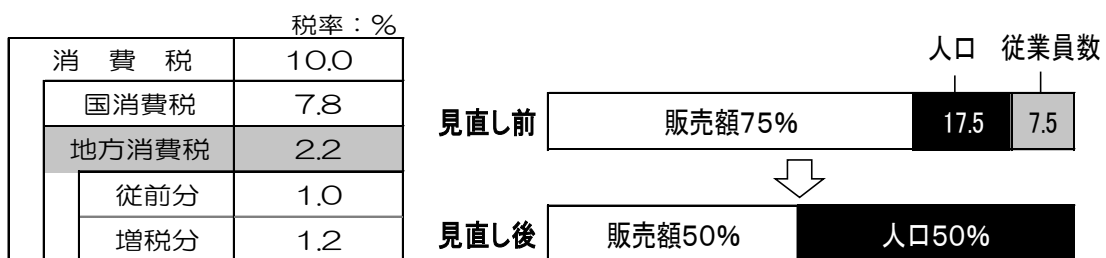 税率：％
消　費　税　10.0
国消費税　7.8
地方消費税　2.2
従前分　1.0
増税分　1.2
人口　従業員数
見直し前　販売額75%　17.5　7.5
見直し後　販売額50%　人口50%